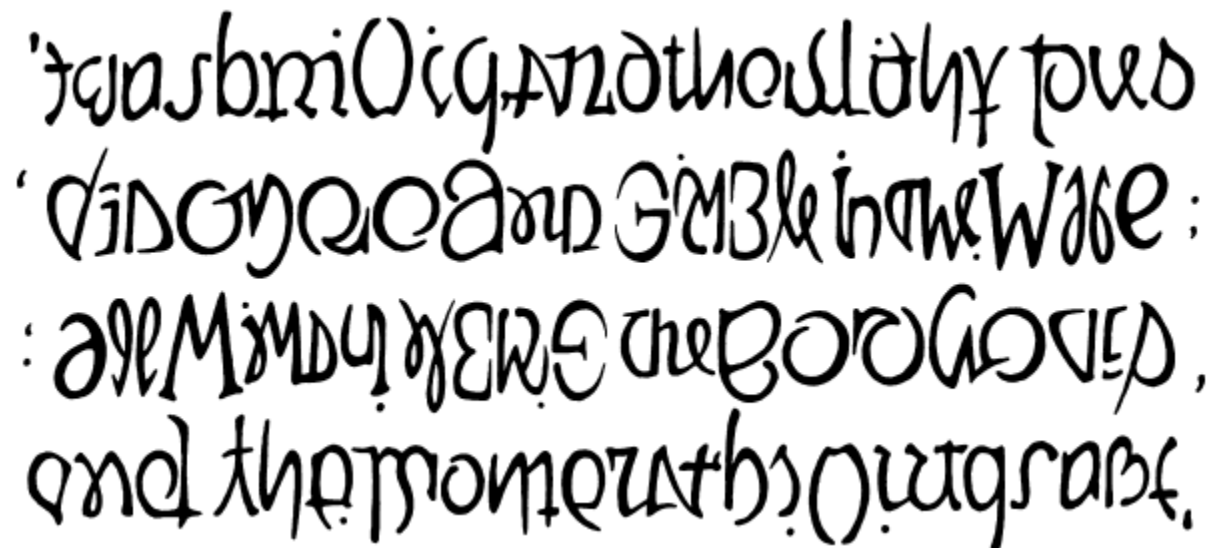 'twas brillig, and the slithy toves
did gyre and gimble in the wabe;
all mimsy were the borogoves,
and the mome raths outgrabe.